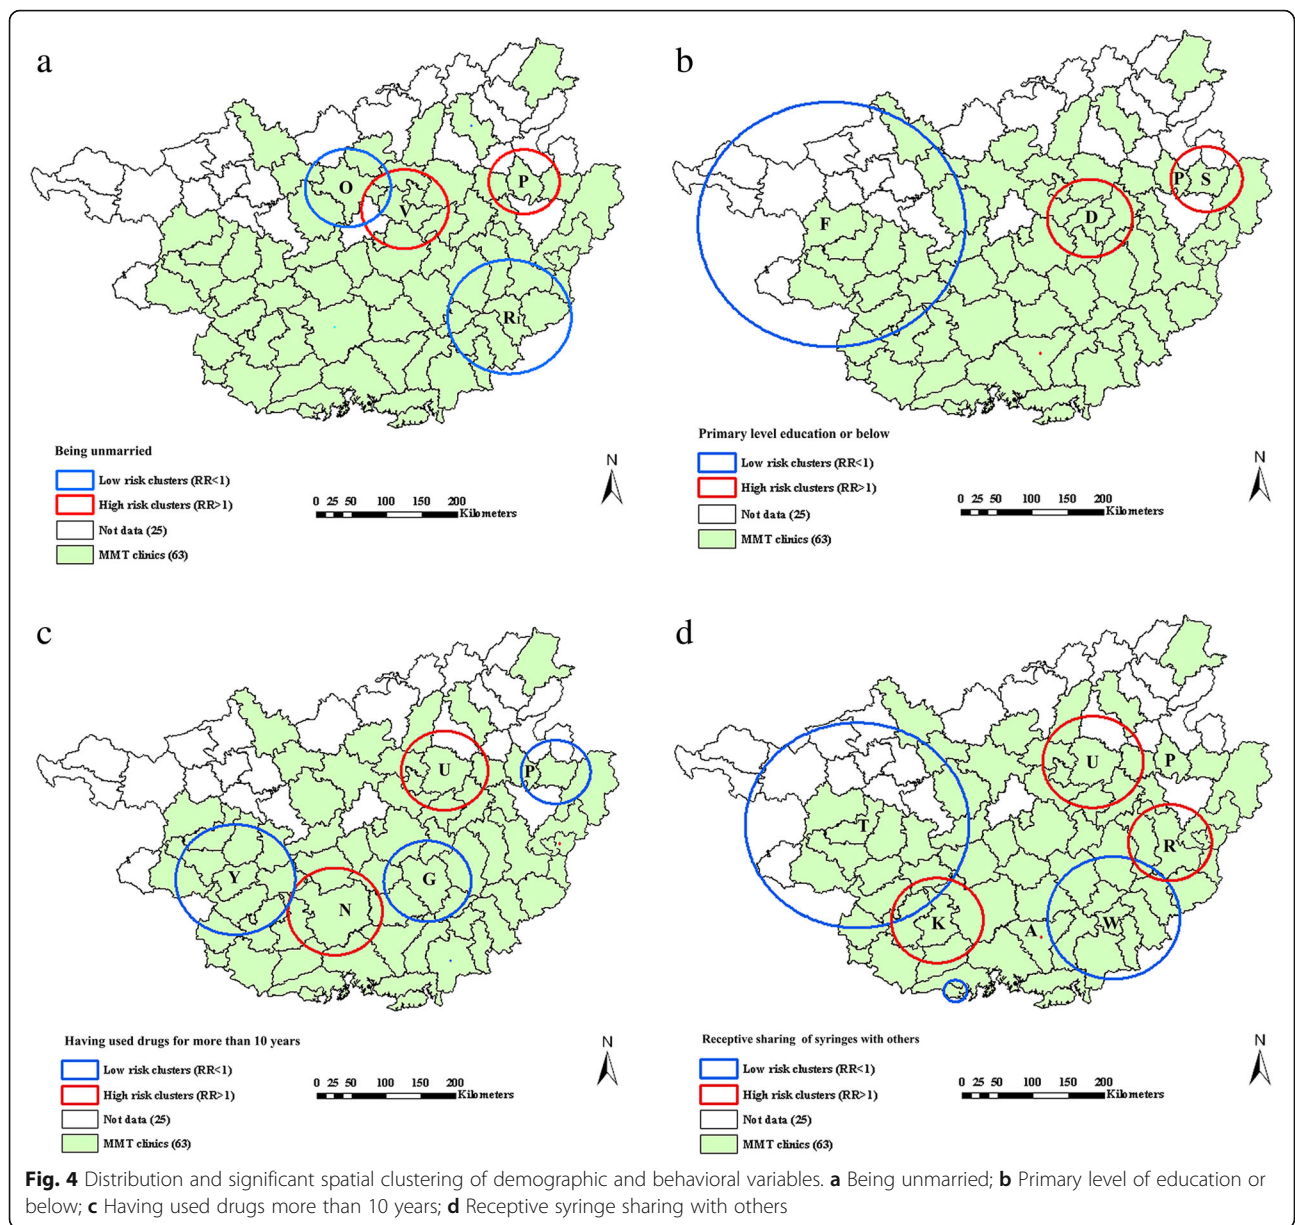 a
O
V
P
R1
Being unmarried
Low risk clusters (RR<1)
High risk clusters (RR>1)
Not data (25)
MMT clinics (63)
0 25 50 100 150 200
Kilometers
N
b
F
D
P S
Primary level education or below
Low risk clusters (RR<1)
High risk clusters (RR>1)
Not data (25)
MMT clinics (63)
0 25 50 100 150 200
Kilometers
N
c
U
P
Y
G
N
Having used drugs for more than 10 years
Low risk clusters (RR<1)
High risk clusters (RR>1)
Not data (25)
MMT clinics (63)
0 25 50 100 150 200
Kilometers
N
d
U
P
T
R
K
A
W
Receptive sharing of syringes with others
Low risk clusters (RR<1)
High risk clusters (RR>1)
Not data (25)
MMT clinics (63)
0 25 50 100 150 200
Kilometers
N
Fig. 4 Distribution and significant spatial clustering of demographic and behavioral variables. a Being unmarried; b Primary level of education or
below; c Having used drugs more than 10 years; d Receptive syringe sharing with others